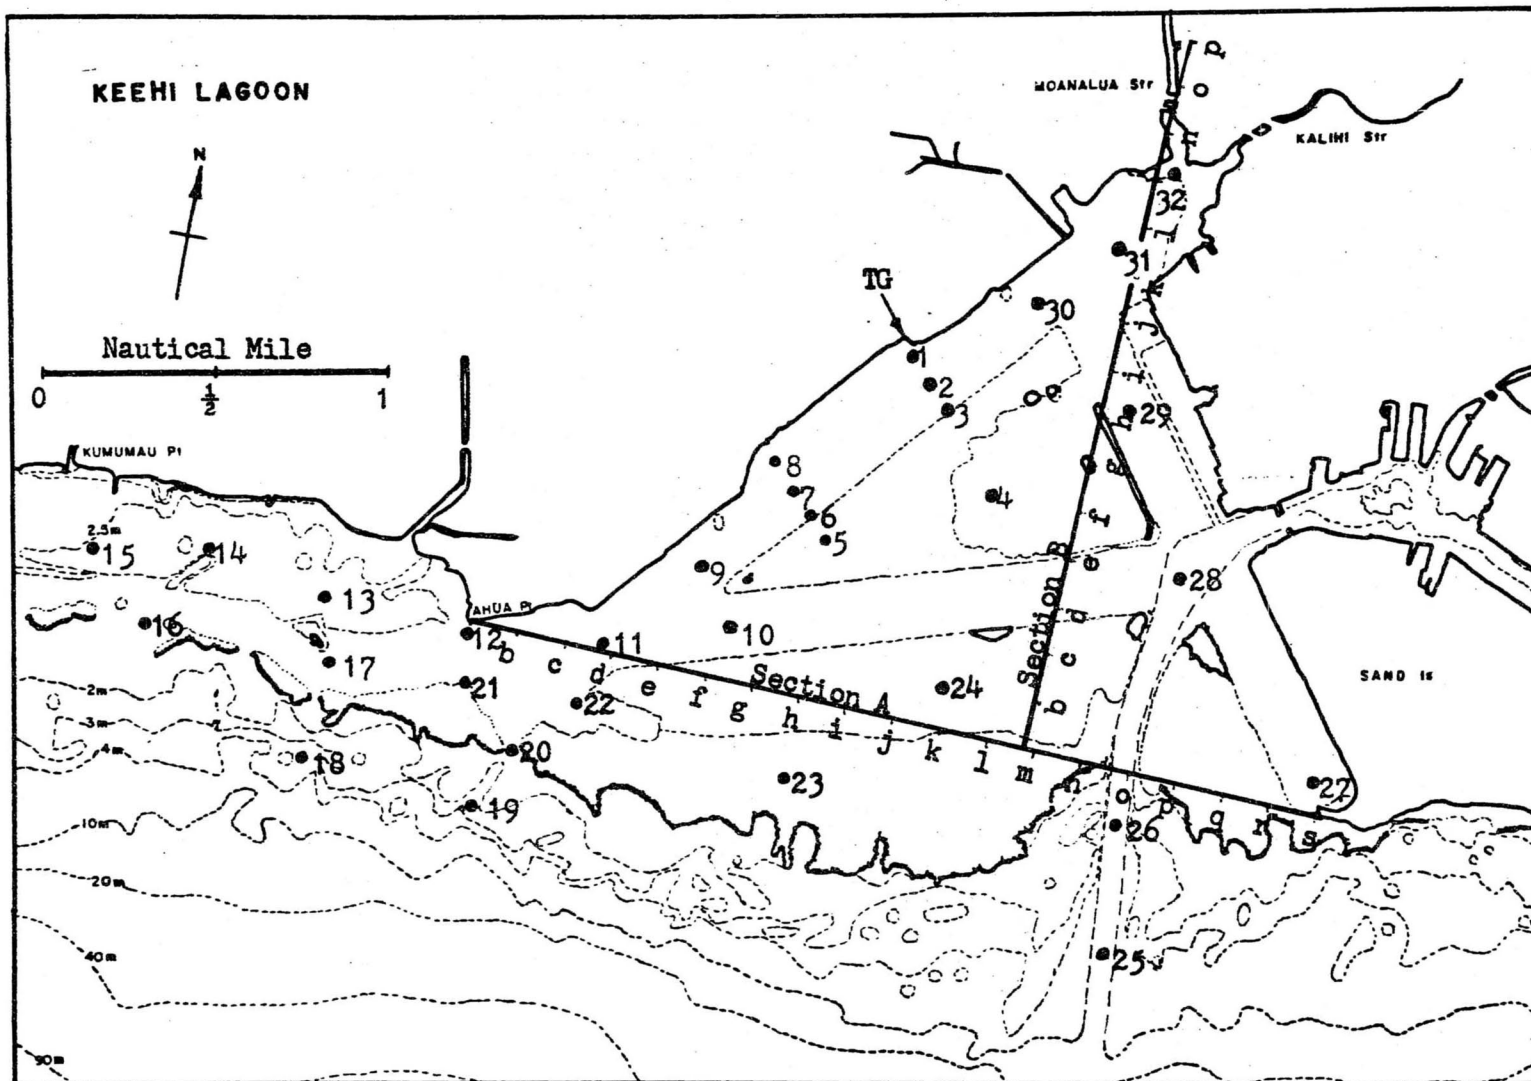 KEEHI LAGOON
N
Nautical Mile
0 ½ 1
MOANALUA Str
KALIHI Str
TG
KUMUMAU Pt
AHUA Pt
SAND Is
Section A
b c d e f g h i j k l m n o p q r s
Section B
b c d e f g h i j k l n o p
1
2
3
4
5
6
7
8
9
10
11
12
13
14
15
16
17
18
19
20
21
22
23
24
25
26
27
28
29
30
31
32
2.5m
2m
3m
4m
10m
20m
40m